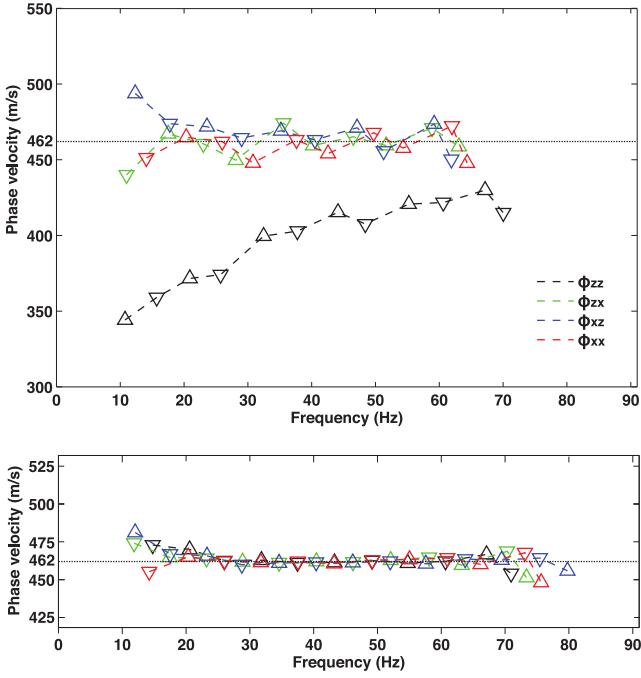 550
500
462
450
400
350
300
Phase velocity (m/s)
0 10 20 30 40 50 60 70 80 90
Frequency (Hz)
Φzz
Φzx
Φxz
Φxx
525
500
475
462
450
425
Phase velocity (m/s)
0 10 20 30 40 50 60 70 80 90
Frequency (Hz)